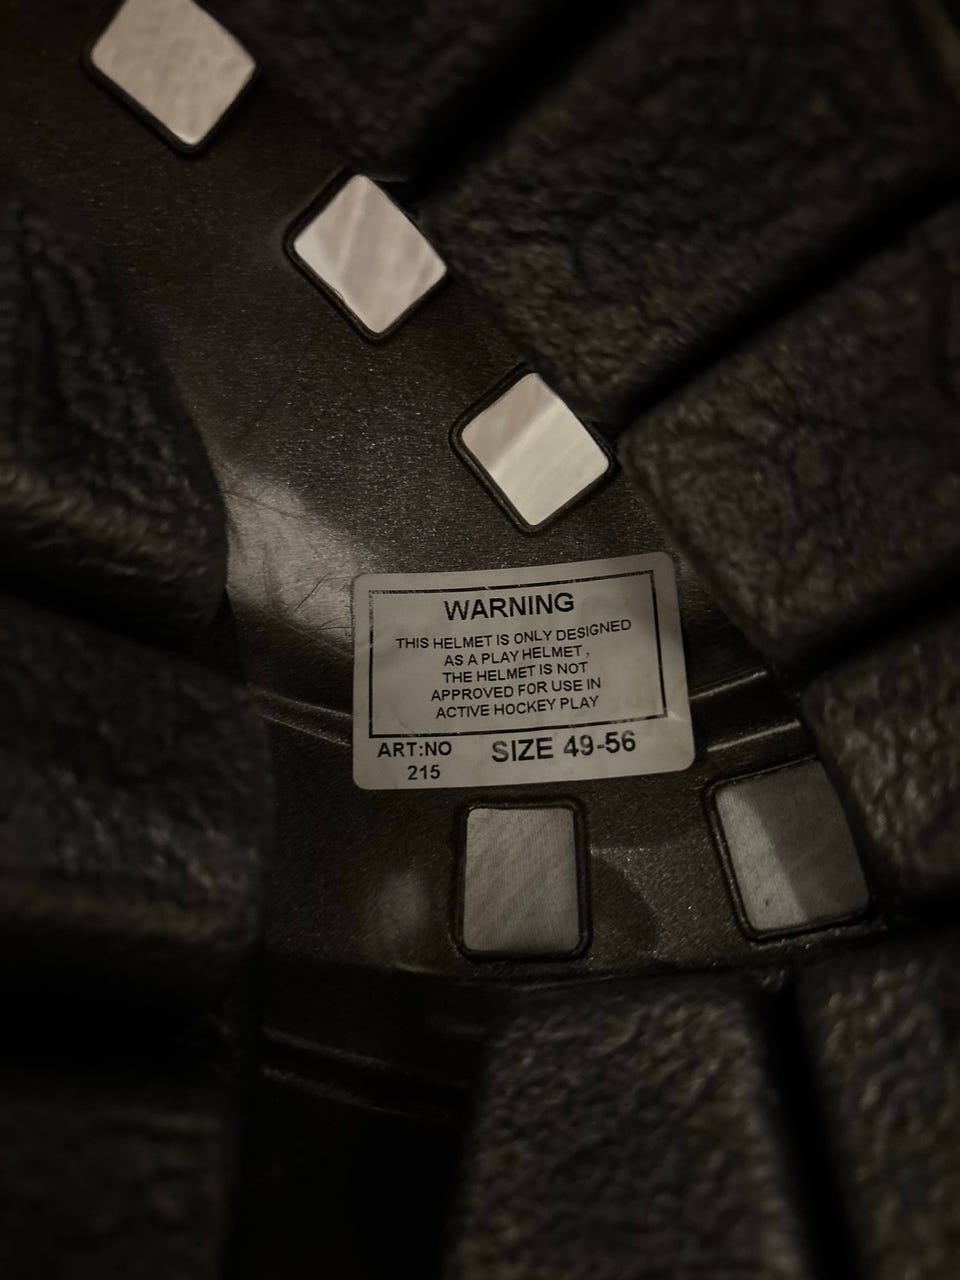 WARNING
THIS HELMET IS ONLY DESIGNED
AS A PLAY HELMET ,
THE HELMET IS NOT
APPROVED FOR USE IN
ACTIVE HOCKEY PLAY
ART:NO SIZE 49-56
215